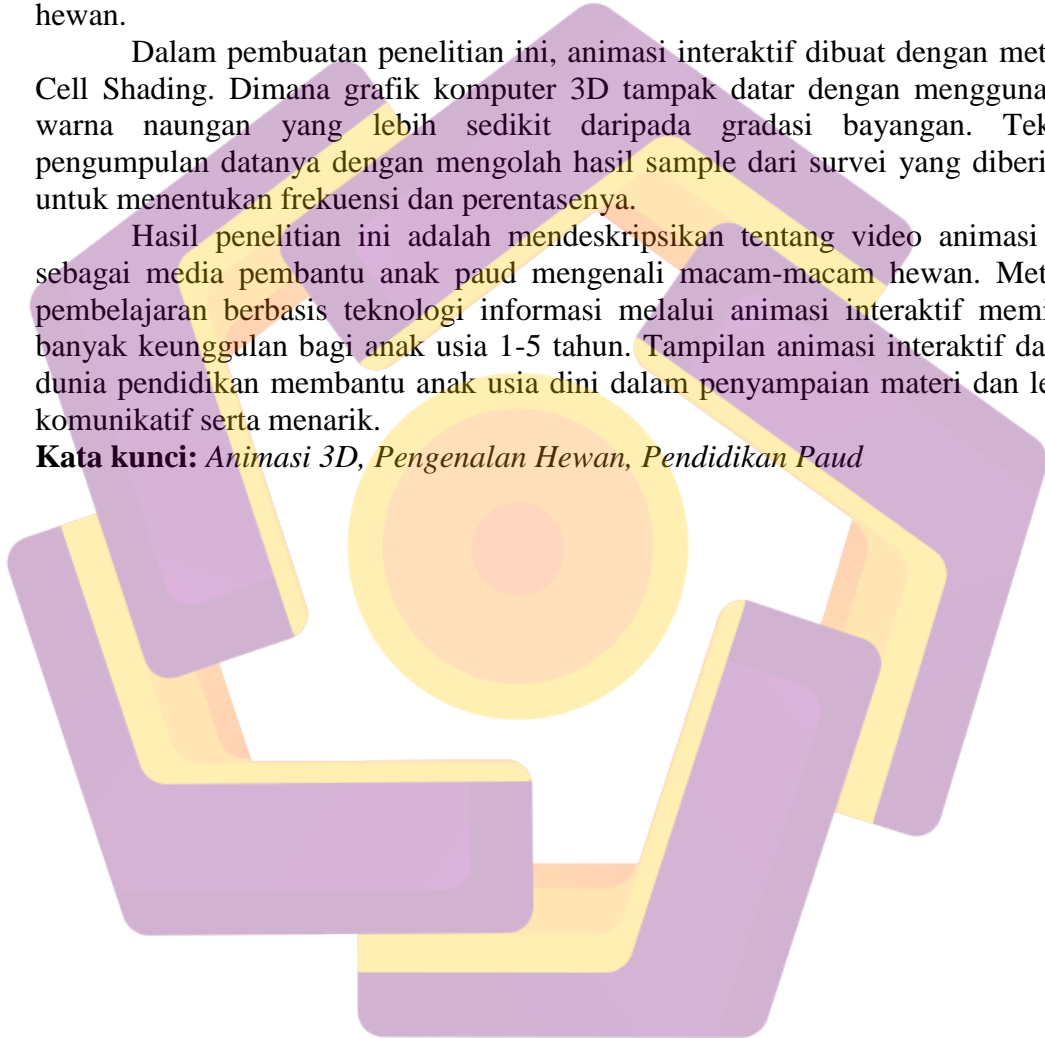 hewan.
Dalam pembuatan penelitian ini, animasi interaktif dibuat dengan met
Cell Shading. Dimana grafik komputer 3D tampak datar dengan mengguna
warna naungan yang lebih sedikit daripada gradasi bayangan. Tek
pengumpulan datanya dengan mengolah hasil sample dari survei yang diberi
untuk menentukan frekuensi dan perentasenya.
Hasil penelitian ini adalah mendeskripsikan tentang video animasi
sebagai media pembantu anak paud mengenali macam-macam hewan. Met
pembelajaran berbasis teknologi informasi melalui animasi interaktif memi
banyak keunggulan bagi anak usia 1-5 tahun. Tampilan animasi interaktif da
dunia pendidikan membantu anak usia dini dalam penyampaian materi dan le
komunikatif serta menarik.
Kata kunci: Animasi 3D, Pengenalan Hewan, Pendidikan Paud